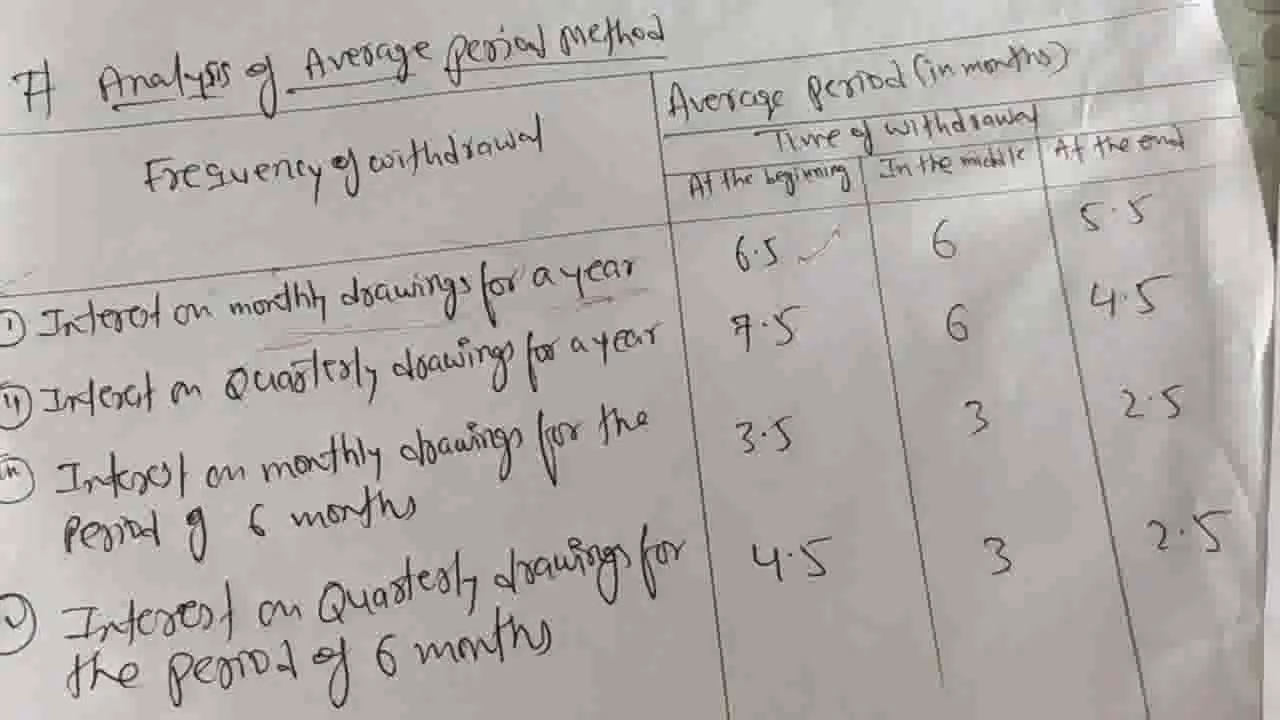 7) Analysis of Average period Method
Frequency of withdrawal
Average period (in months)
Time of withdrawal
At the beginning In the middle At the end
(i) Interest on monthly drawings for a year 6.5 6 5.5
(ii) Interest on Quarterly drawings for a year 7.5 6 4.5
(iii) Interest on monthly drawings for the 3.5 3 2.5
period of 6 months
Interest on Quarterly drawings for 4.5 3 2.5
the period of 6 months